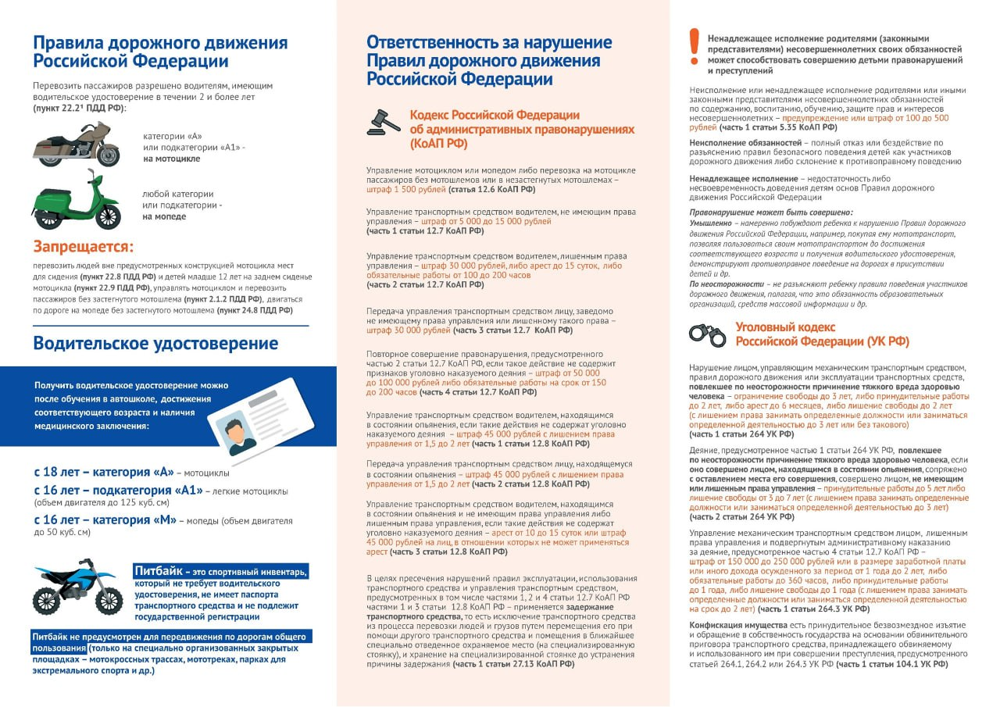 Правила дорожного движения
Российской Федерации
Перевозить пассажиров разрешено водителям, имеющим
водительское удостоверение в течении 2 и более лет
(пункт 22.2¹ ПДД РФ):
категории «А»
или подкатегории «А1» -
на мотоцикле
любой категории
или подкатегории -
на мопеде
Запрещается:
перевозить людей вне предусмотренных конструкцией мотоцикла мест
для сидения (пункт 22.8 ПДД РФ) и детей младше 12 лет на заднем сиденье
мотоцикла (пункт 22.9 ПДД РФ), управлять мотоциклом и перевозить
пассажиров без застегнутого мотошлема (пункт 2.1.2 ПДД РФ), двигаться
по дороге на мопеде без застегнутого мотошлема (пункт 24.8 ПДД РФ)
Водительское удостоверение
Получить водительское удостоверение можно
после обучения в автошколе, достижения
соответствующего возраста и наличия
медицинского заключения:
с 18 лет – категория «А» – мотоциклы
с 16 лет – подкатегория «А1» – легкие мотоциклы
(объем двигателя до 125 куб. см)
с 16 лет – категория «М» – мопеды (объем двигателя
до 50 куб. см)
Питбайк – это спортивный инвентарь,
который не требует водительского
удостоверения, не имеет паспорта
транспортного средства и не подлежит
государственной регистрации
Питбайк не предусмотрен для передвижения по дорогам общего
пользования (только на специально организованных закрытых
площадках – мотокроссных трассах, мототреках, парках для
экстремального спорта и др.)
Ответственность за нарушение
Правил дорожного движения
Российской Федерации
Кодекс Российской Федерации
об административных правонарушениях
(КоАП РФ)
Управление мотоциклом или мопедом либо перевозка на мотоцикле
пассажиров без мотошлемов или в незастегнутых мотошлемах –
штраф 1 500 рублей (статья 12.6 КоАП РФ)
Управление транспортным средством водителем, не имеющим права
управления – штраф от 5 000 до 15 000 рублей
(часть 1 статьи 12.7 КоАП РФ)
Управление транспортным средством водителем, лишенным права
управления – штраф 30 000 рублей, либо арест до 15 суток, либо
обязательные работы от 100 до 200 часов
(часть 2 статьи 12.7 КоАП РФ)
Передача управления транспортным средством лицу, заведомо
не имеющему права управления или лишенному такого права –
штраф 30 000 рублей (часть 3 статьи 12.7 КоАП РФ)
Повторное совершение правонарушения, предусмотренного
частью 2 статьи 12.7 КоАП РФ, если такое действие не содержит
признаков уголовно наказуемого деяния – штраф от 50 000
до 100 000 рублей либо обязательные работы на срок от 150
до 200 часов (часть 4 статьи 12.7 КоАП РФ)
Управление транспортным средством водителем, находящимся
в состоянии опьянения, если такие действия не содержат уголовно
наказуемого деяния – штраф 45 000 рублей с лишением права
управления от 1,5 до 2 лет (часть 1 статьи 12.8 КоАП РФ)
Передача управления транспортным средством лицу, находящемуся
в состоянии опьянения – штраф 45 000 рублей с лишением права
управления от 1,5 до 2 лет (часть 2 статьи 12.8 КоАП РФ)
Управление транспортным средством водителем, находящимся
в состоянии опьянения и не имеющим права управления либо
лишенным права управления, если такие действия не содержат
уголовно наказуемого деяния – арест от 10 до 15 суток или штраф
45 000 рублей на лиц, в отношении которых не может применяться
арест (часть 3 статьи 12.8 КоАП РФ)
В целях пресечения нарушений правил эксплуатации, использования
транспортного средства и управления транспортным средством,
предусмотренных в том числе частями 1, 2 и 4 статьи 12.7 КоАП РФ
частями 1 и 3 статьи 12.8 КоАП РФ – применяется задержание
транспортного средства, то есть исключение транспортного средства
из процесса перевозки людей и грузов путем перемещения его при
помощи другого транспортного средства и помещения в ближайшее
специально отведенное охраняемое место (на специализированную
стоянку), и хранение на специализированной стоянке до устранения
причины задержания (часть 1 статьи 27.13 КоАП РФ)
Ненадлежащее исполнение родителями (законными
представителями) несовершеннолетних своих обязанностей
может способствовать совершению детьми правонарушений
и преступлений
Неисполнение или ненадлежащее исполнение родителями или иными
законными представителями несовершеннолетних обязанностей
по содержанию, воспитанию, обучению, защите прав и интересов
несовершеннолетних – предупреждение или штраф от 100 до 500
рублей (часть 1 статьи 5.35 КоАП РФ)
Неисполнение обязанностей – полный отказ или бездействие по
разъяснению правил безопасного поведения детей как участников
дорожного движения либо склонение к противоправному поведению
Ненадлежащее исполнение – недостаточность либо
несвоевременность доведения детям основ Правил дорожного
движения Российской Федерации
Правонарушение может быть совершено:
Умышленно – намеренно побуждают ребенка к нарушению Правил дорожного
движения Российской Федерации, например, покупая ему мототранспорт,
позволяя пользоваться своим мототранспортом до достижения
соответствующего возраста и получения водительского удостоверения,
демонстрируют противоправное поведение на дорогах в присутствии
детей и др.
По неосторожности – не разъясняют ребенку правила поведения участников
дорожного движения, полагая, что это обязанность образовательных
организаций, средств массовой информации и др.
Уголовный кодекс
Российской Федерации (УК РФ)
Нарушение лицом, управляющим механическим транспортным средством,
правил дорожного движения или эксплуатации транспортных средств,
повлекшее по неосторожности причинение тяжкого вреда здоровью
человека – ограничение свободы до 3 лет, либо принудительные работы
до 2 лет, либо арест до 6 месяцев, либо лишение свободы до 2 лет
(с лишением права занимать определенные должности или заниматься
определенной деятельностью до 3 лет или без такового)
(часть 1 статьи 264 УК РФ)
Деяние, предусмотренное частью 1 статьи 264 УК РФ, повлекшее
по неосторожности причинение тяжкого вреда здоровью человека, если
оно совершено лицом, находящимся в состоянии опьянения, сопряжено
с оставлением места его совершения, совершено лицом, не имеющим
или лишенным права управления – принудительные работы до 5 лет либо
лишение свободы от 3 до 7 лет (с лишением права занимать определенные
должности или заниматься определенной деятельностью до 3 лет)
(часть 2 статьи 264 УК РФ)
Управление механическим транспортным средством лицом, лишенным
права управления и подвергнутым административному наказанию
за деяние, предусмотренное частью 4 статьи 12.7 КоАП РФ –
штраф от 150 000 до 250 000 рублей или в размере заработной платы
или иного дохода осужденного за период от 1 года до 2 лет, либо
обязательные работы до 360 часов, либо принудительные работы
до 1 года, либо лишение свободы до 1 года (с лишением права занимать
определенные должности или заниматься определенной деятельностью
на срок до 2 лет) (часть 1 статьи 264.3 УК РФ)
Конфискация имущества есть принудительное безвозмездное изъятие
и обращение в собственность государства на основании обвинительного
приговора транспортного средства, принадлежащего обвиняемому
и использованного им при совершении преступления, предусмотренного
статьей 264.1, 264.2 или 264.3 УК РФ (часть 1 статьи 104.1 УК РФ)